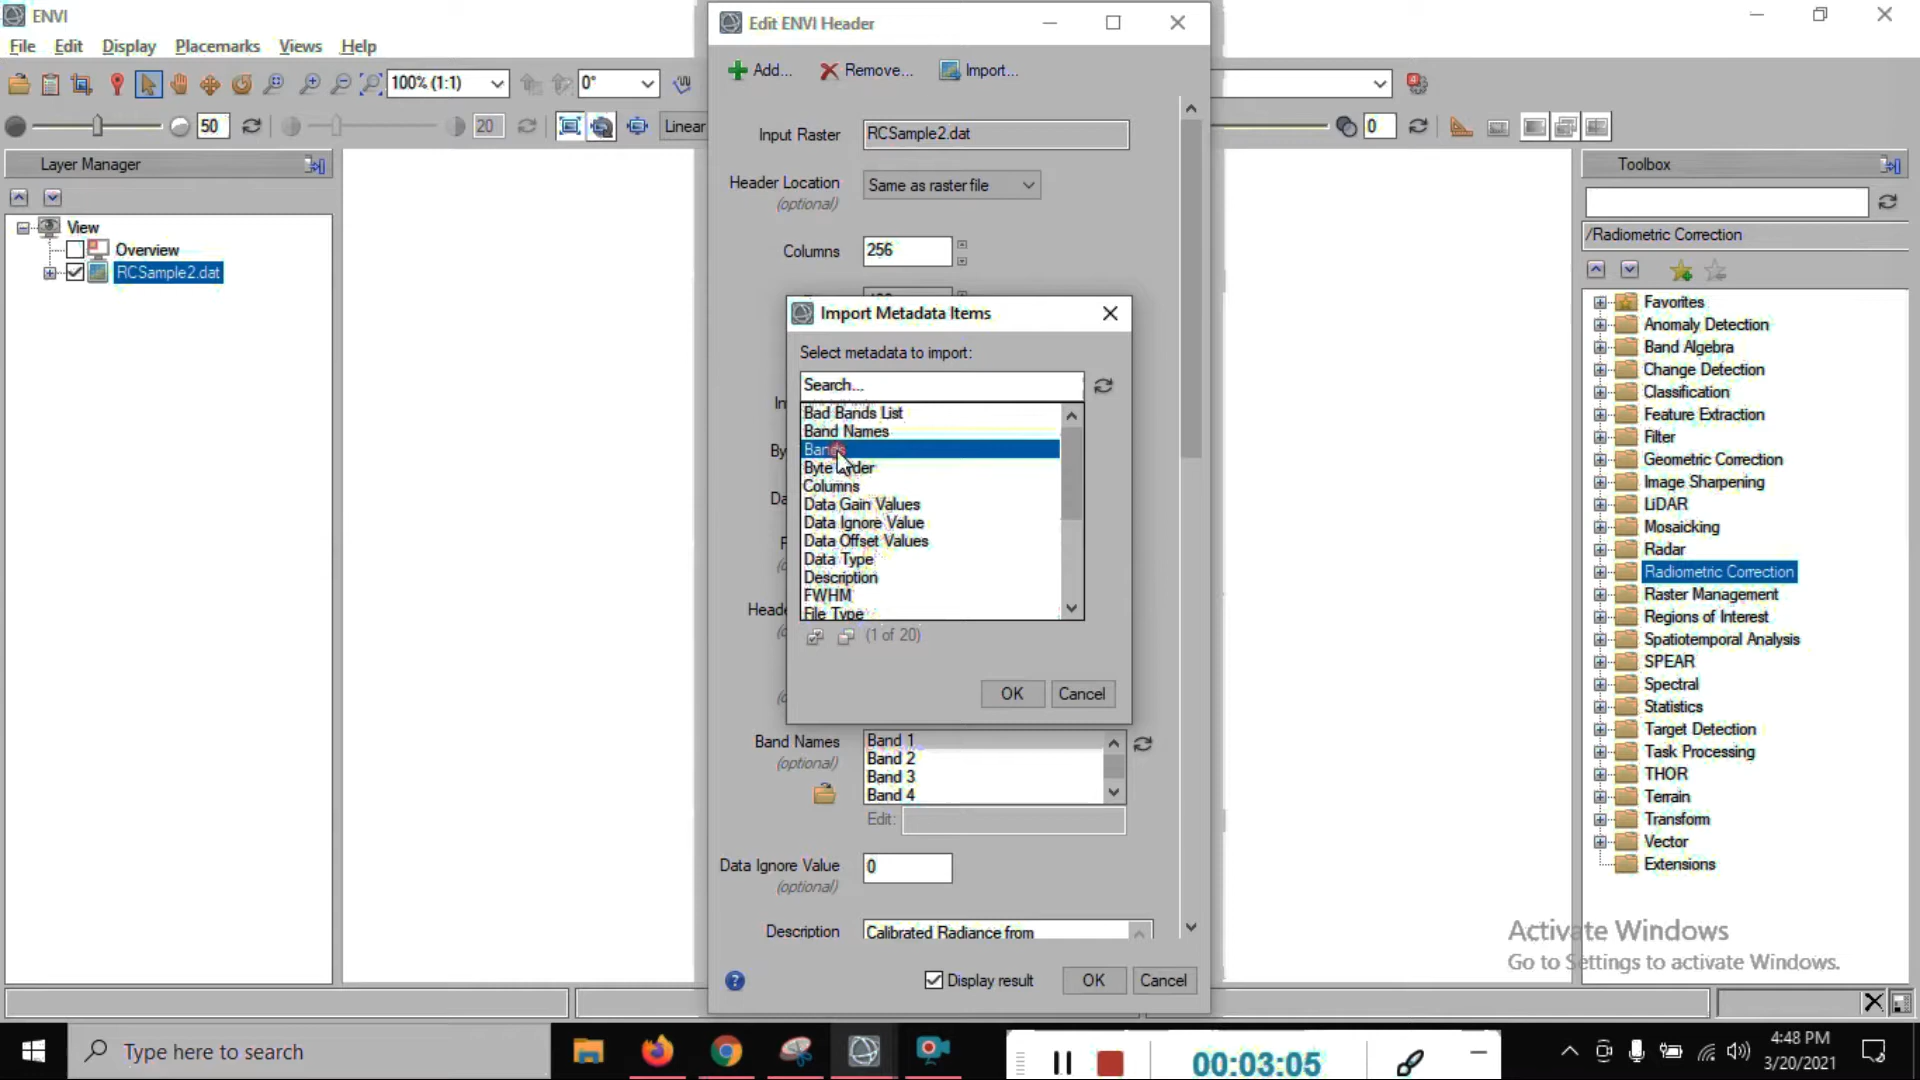 ENVI
File Edit Display Placemarks Views Help
100% (1:1) 0°
50 20 Linear 0
Layer Manager
View
Overview
RCSample2.dat
Edit ENVI Header
Add... Remove... Import...
Input Raster RCSample2.dat
Header Location Same as raster file
(optional)
Columns 256
Import Metadata Items
Select metadata to import:
Search...
Bad Bands List
Band Names
Bands
Byte Order
Columns
Data Gain Values
Data Ignore Value
Data Offset Values
Data Type
Description
FWHM
File Type
(1 of 20)
OK Cancel
Band Names
(optional)
Band 1
Band 2
Band 3
Band 4
Edit:
Data Ignore Value 0
(optional)
Description Calibrated Radiance from
Display result OK Cancel
Toolbox
/Radiometric Correction
Favorites
Anomaly Detection
Band Algebra
Change Detection
Classification
Feature Extraction
Filter
Geometric Correction
Image Sharpening
LiDAR
Mosaicking
Radar
Radiometric Correction
Raster Management
Regions of Interest
Spatiotemporal Analysis
SPEAR
Spectral
Statistics
Target Detection
Task Processing
THOR
Terrain
Transform
Vector
Extensions
Activate Windows
Go to Settings to activate Windows.
Type here to search
00:03:05
4:48 PM
3/20/2021